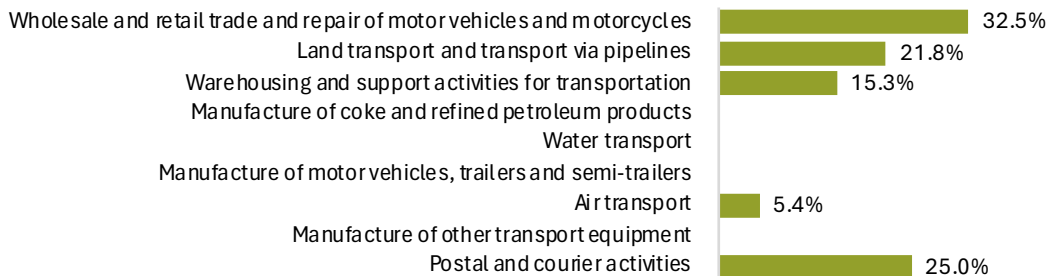 Wholesale and retail trade and repair of motor vehicles and motorcycles 32.5%
Land transport and transport via pipelines 21.8%
Warehousing and support activities for transportation 15.3%
Manufacture of coke and refined petroleum products
Water transport
Manufacture of motor vehicles, trailers and semi-trailers
Air transport 5.4%
Manufacture of other transport equipment
Postal and courier activities 25.0%